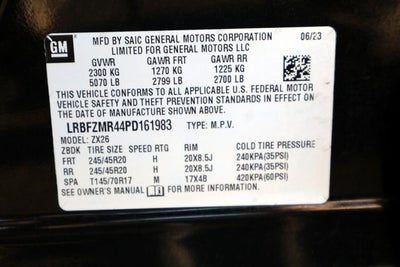 GM
MFD BY SAIC GENERAL MOTORS CORPORATION 06/23
LIMITED FOR GENERAL MOTORS LLC
GVWR GAWR FRT GAWR RR
2300 KG 1270 KG 1225 KG
5070 LB 2799 LB 2700 LB
THIS VEHICLE CONFORMS TO ALL APPLICABLE U.S. FEDERAL MOTOR
VEHICLE SAFETY, BUMPER, AND THEFT PREVENTION STANDARDS IN EFFECT ON
THE DATE OF MANUFACTURE SHOWN ABOVE.
LRBFZMR44PD161983 TYPE: M.P.V.
MODEL: ZX26
ZBDK TIRE SIZE SPEED RTG RIM COLD TIRE PRESSURE
FRT 245/45R20 H 20X8.5J 240KPA(35PSI)
RR 245/45R20 H 20X8.5J 240KPA(35PSI)
SPA T145/70R17 M 17X4B 420KPA(60PSI)
SEE OWNER'S MANUAL FOR ADDITIONAL INFORMATION.